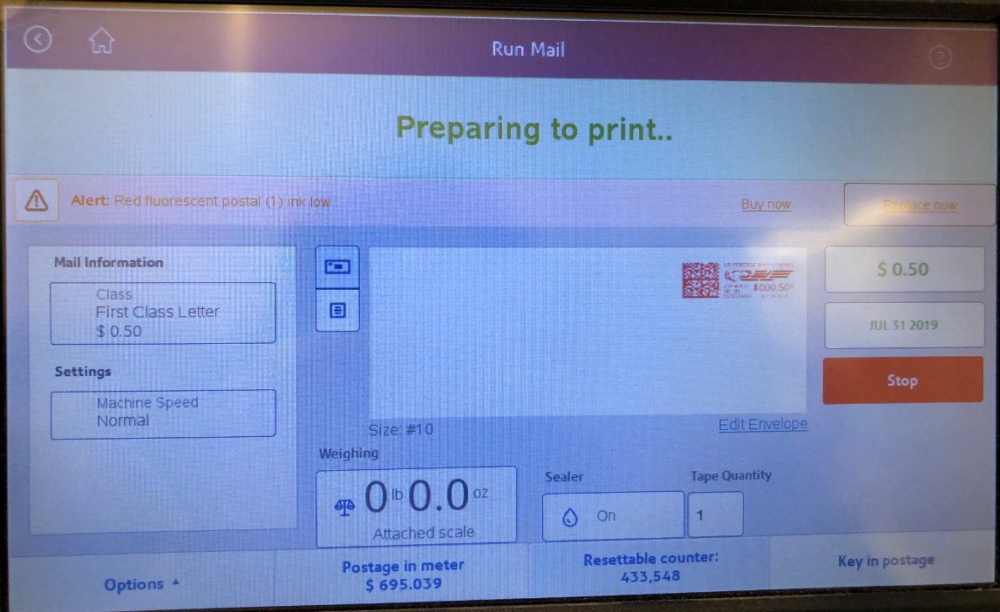 Run Mail
?
Preparing to print..
Alert: Red fluorescent postal (1) ink low
Buy now
Replace now
Mail Information
Class
First Class Letter
$ 0.50
Settings
Machine Speed
Normal
US POSTAGE
$000.50
Size: #10
Edit Envelope
$ 0.50
JUL 31 2019
Stop
Weighing
0 lb 0.0 oz
Attached scale
Sealer
On
Tape Quantity
1
Options
Postage in meter
$ 695.039
Resettable counter:
433,548
Key in postage